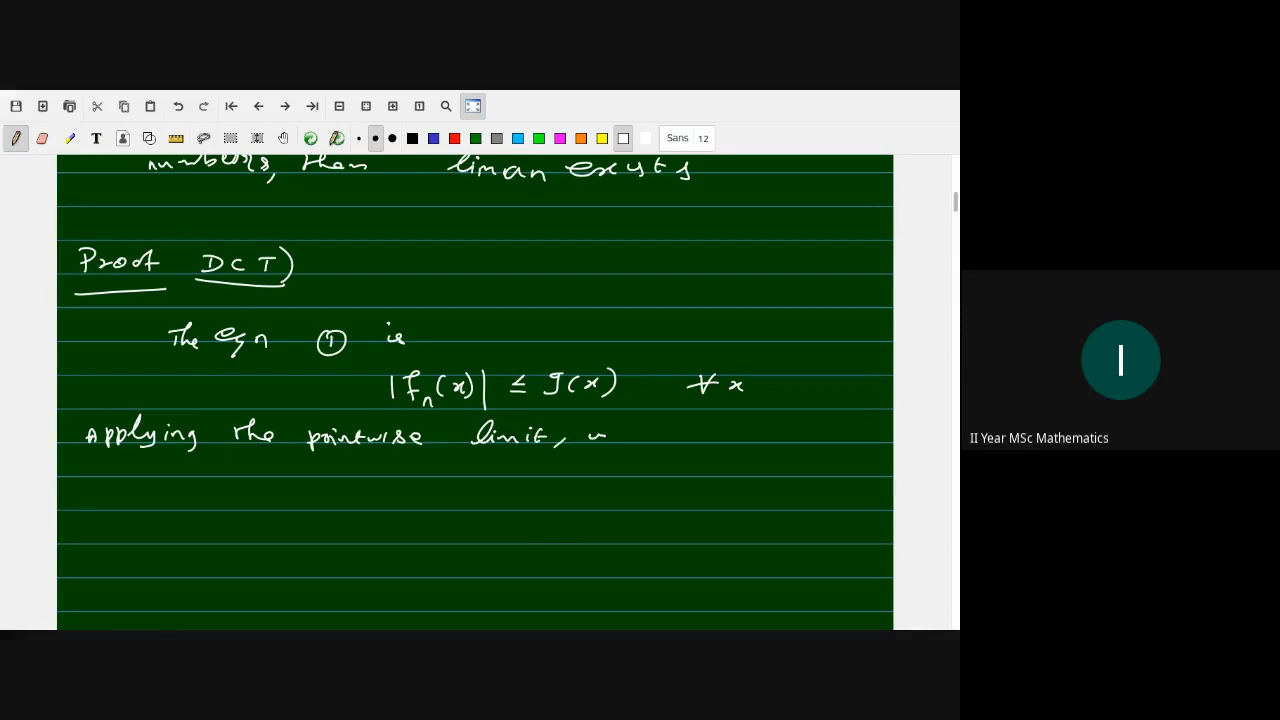 Sans 12
numbers, then lim an exists
Proof DCT)
The eqn ① is
|fn(x)| ≤ g(x) ∀ x
Applying the pointwise limit, w
I
II Year MSc Mathematics